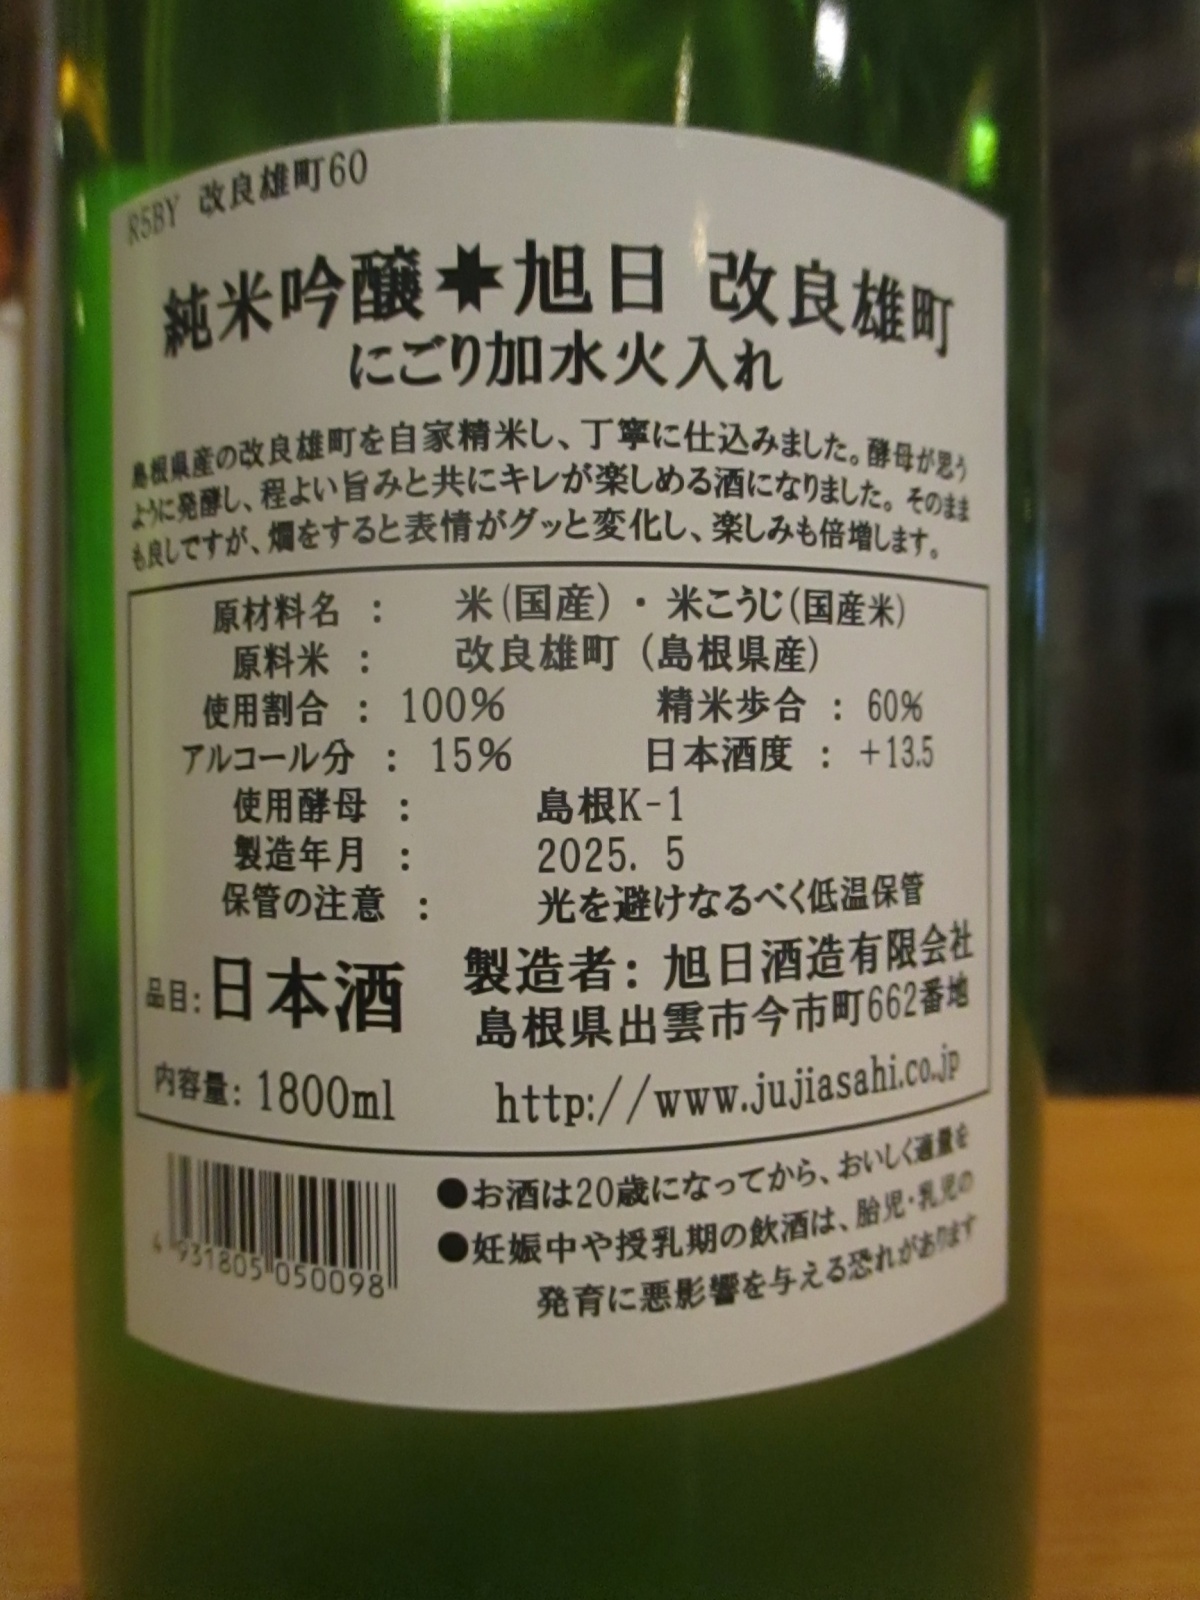 R5BY 改良雄町60
純米吟醸✷旭日 改良雄町
にごり加水火入れ
島根県産の改良雄町を自家精米し、丁寧に仕込みました。酵母が思う
ように発酵し、程よい旨みと共にキレが楽しめる酒になりました。そのまま
も良しですが、燗をすると表情がグッと変化し、楽しみも倍増します。
原材料名 : 米(国産)・米こうじ(国産米)
原料米 : 改良雄町(島根県産)
使用割合 : 100% 精米歩合 : 60%
アルコール分 : 15% 日本酒度 : +13.5
使用酵母 : 島根K-1
製造年月 : 2025. 5
保管の注意 : 光を避けなるべく低温保管
品目:日本酒 製造者:旭日酒造有限会社
島根県出雲市今市町662番地
内容量:1800ml http://www.jujiasahi.co.jp
●お酒は20歳になってから、おいしく適量を
●妊娠中や授乳期の飲酒は、胎児・乳児の
発育に悪影響を与える恐れがあります
4 931805 050098